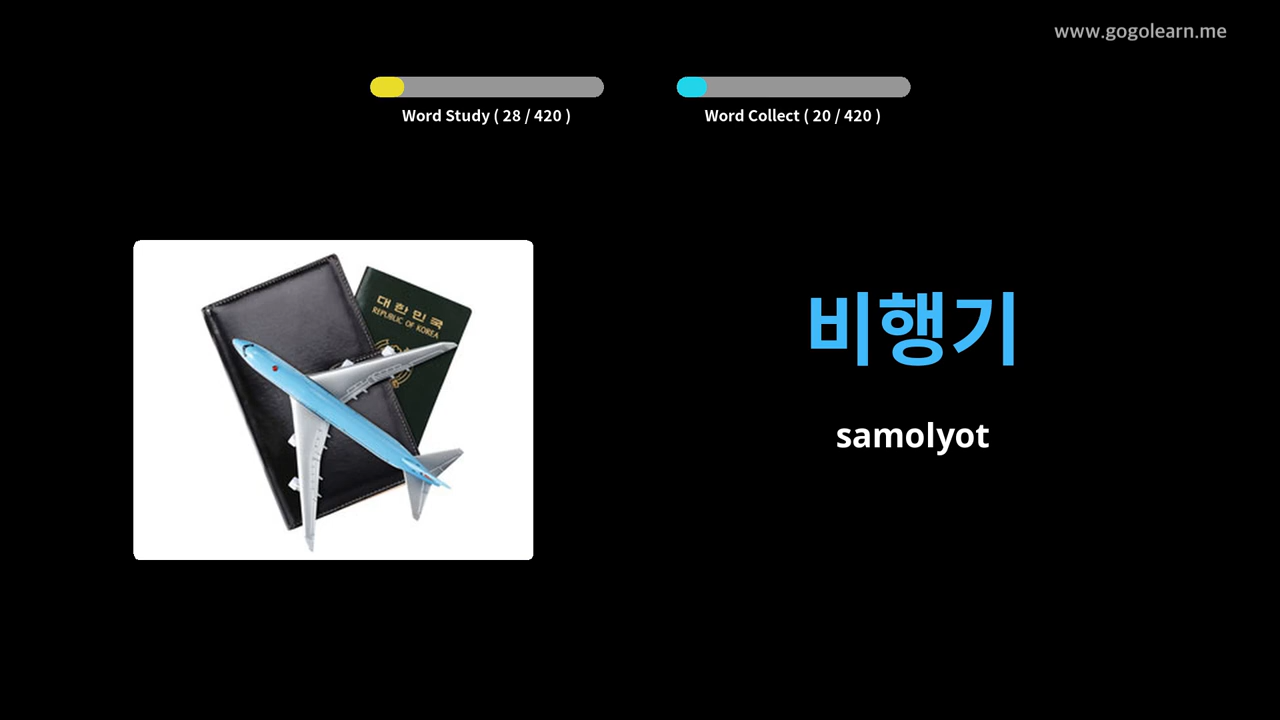 www.gogolearn.me
Word Study ( 28 / 420 )
Word Collect ( 20 / 420 )
대한민국
REPUBLIC OF KOREA
비행기
samolyot